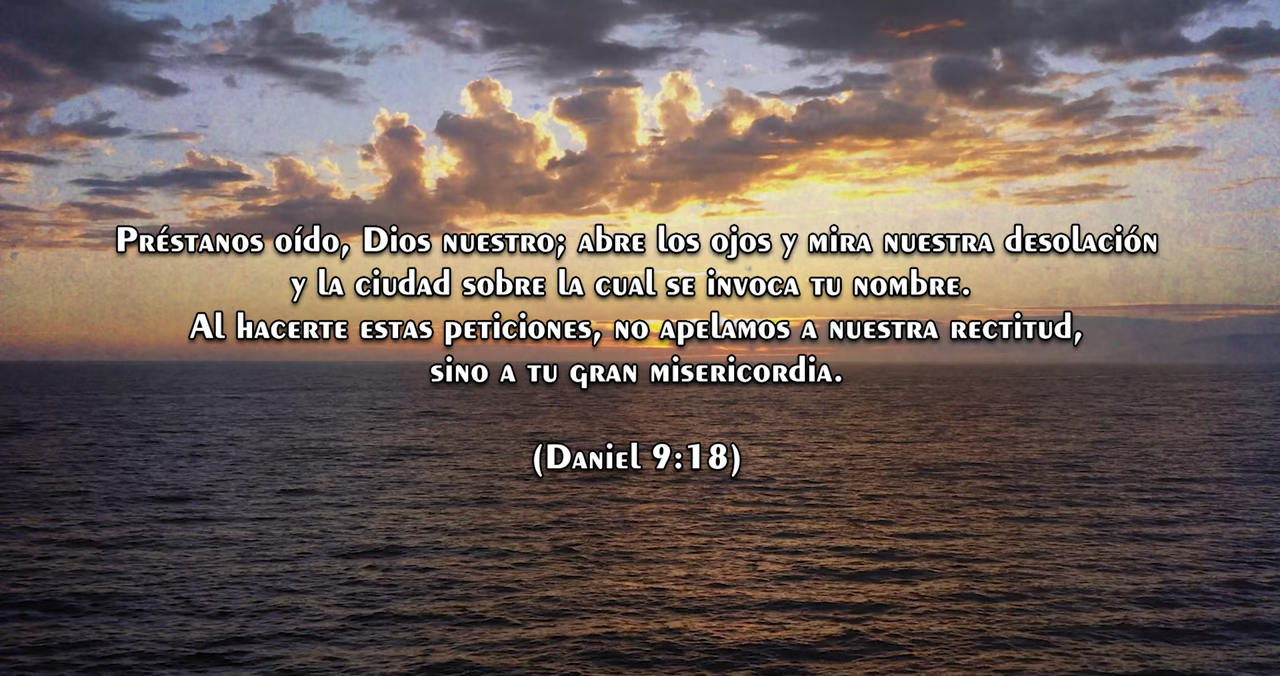 Préstanos oído, Dios nuestro; abre los ojos y mira nuestra desolación
y la ciudad sobre la cual se invoca tu nombre.
Al hacerte estas peticiones, no apelamos a nuestra rectitud,
sino a tu gran misericordia.
(Daniel 9:18)